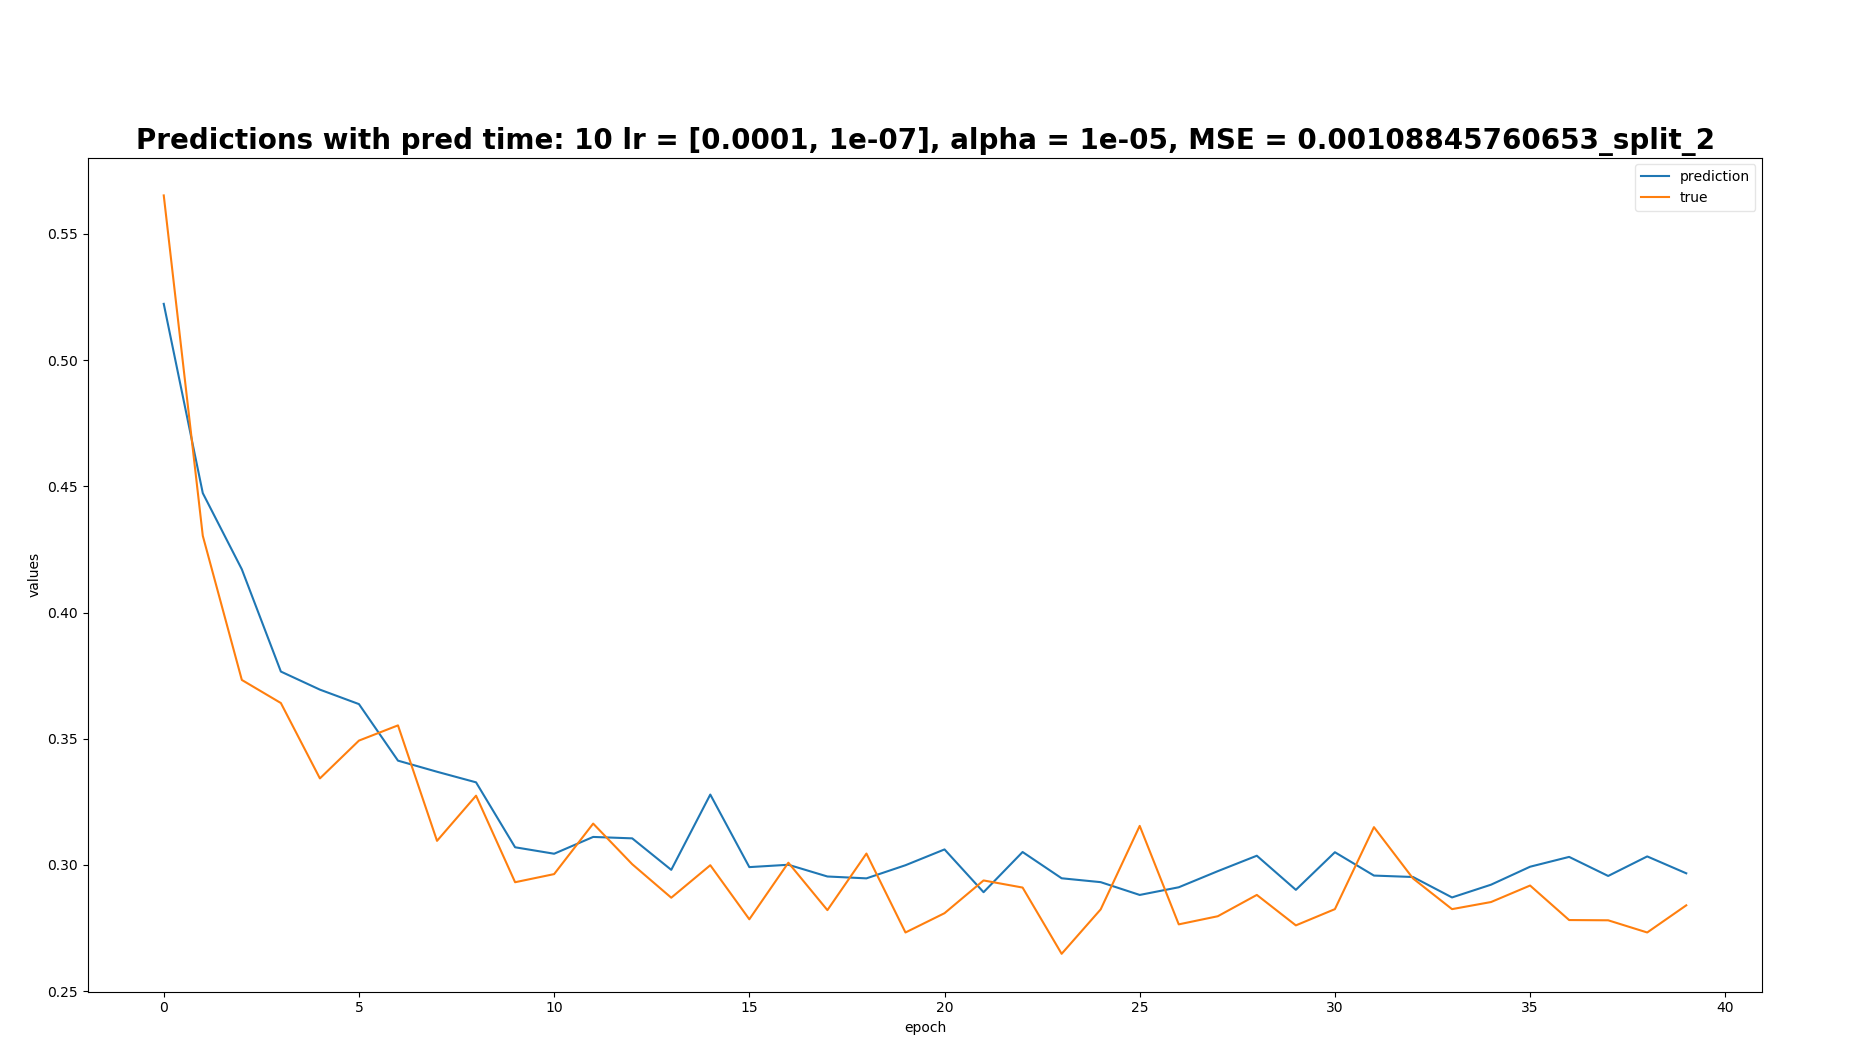 Predictions with pred time: 10 lr = [0.0001, 1e-07], alpha = 1e-05, MSE = 0.00108845760653_split_2
prediction
true
0.55
0.50
0.45
0.40
0.35
0.30
0.25
values
0 5 10 15 20 25 30 35 40
epoch